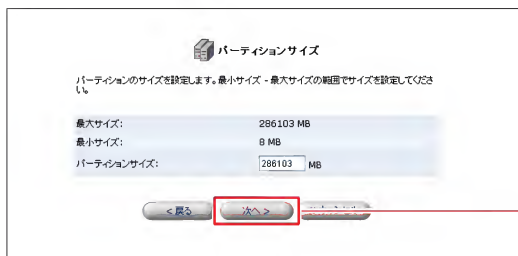 パーティションサイズ
パーティションのサイズを設定します。最小サイズ - 最大サイズの範囲でサイズを設定してくださ
い。
最大サイズ: 286103 MB
最小サイズ: 8 MB
パーティションサイズ: 286103 MB
< 戻る 次へ >